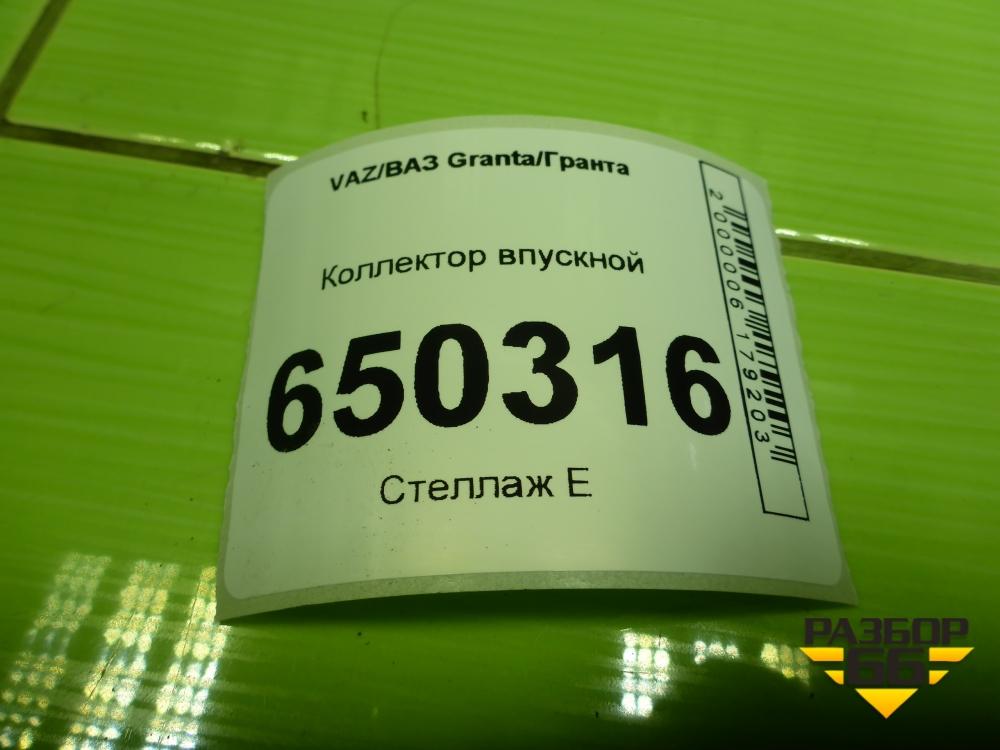 VAZ/ВАЗ Granta/Гранта
Коллектор впускной
650316
Стеллаж Е
2000006179203
РАЗБОР
66